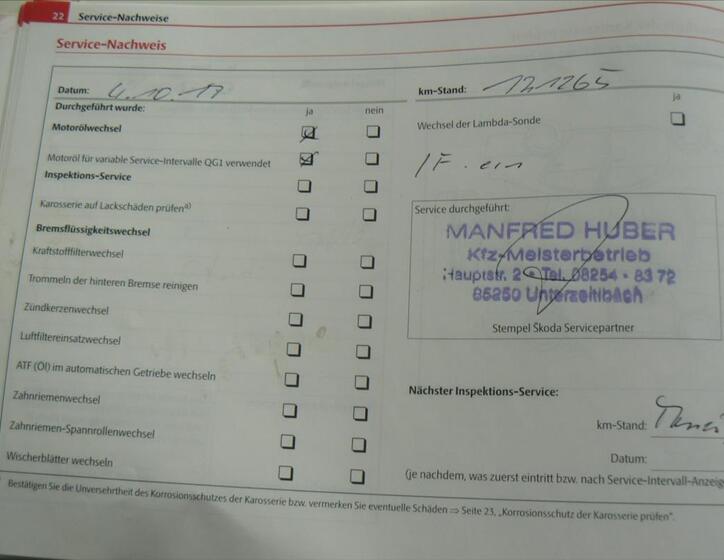 22 Service-Nachweise
Service-Nachweis
Datum: 4.10.17
km-Stand: 121265
Durchgeführt wurde: ja nein
ja
Motorölwechsel
Wechsel der Lambda-Sonde
Motoröl für variable Service-Intervalle QG1 verwendet
Inspektions-Service
Karosserie auf Lackschäden prüfen a)
Service durchgeführt:
Bremsflüssigkeitswechsel
MANFRED HUBER
Kfz-Meisterbetrieb
Hauptstr. 2 Tel. 08254 - 83 72
85250 Unterzeitlbach
Stempel Škoda Servicepartner
Kraftstofffilterwechsel
Trommeln der hinteren Bremse reinigen
Zündkerzenwechsel
Luftfiltereinsatzwechsel
ATF (Öl) im automatischen Getriebe wechseln
Zahnriemenwechsel
Zahnriemen-Spannrollenwechsel
Wischerblätter wechseln
Nächster Inspektions-Service:
km-Stand:
Datum:
(je nachdem, was zuerst eintritt bzw. nach Service-Intervall-Anzeige
Bestätigen Sie die Unversehrtheit des Korrosionsschutzes der Karosserie bzw. vermerken Sie eventuelle Schäden ⇒ Seite 23, „Korrosionsschutz der Karosserie prüfen“.